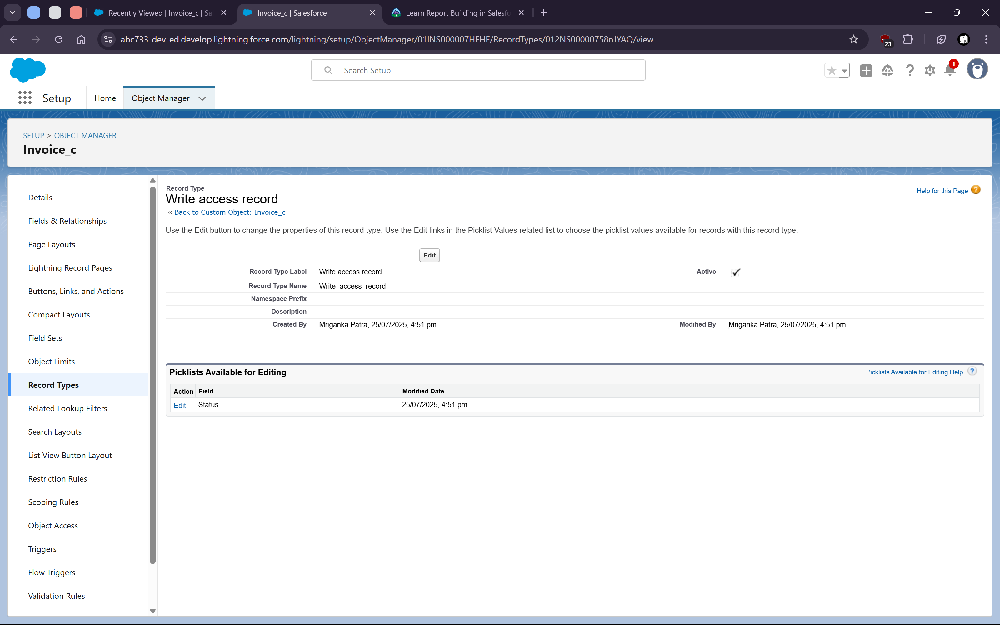 Recently Viewed | Invoice_c | Sa
Invoice_c | Salesforce
Learn Report Building in Salesfo
abc733-dev-ed.develop.lightning.force.com/lightning/setup/ObjectManager/01INS000007HFHF/RecordTypes/012NS00000758nJYAQ/view
23
Search Setup
1
Setup
Home
Object Manager
SETUP > OBJECT MANAGER
Invoice_c
Details
Fields & Relationships
Page Layouts
Lightning Record Pages
Buttons, Links, and Actions
Compact Layouts
Field Sets
Object Limits
Record Types
Related Lookup Filters
Search Layouts
List View Button Layout
Restriction Rules
Scoping Rules
Object Access
Triggers
Flow Triggers
Validation Rules
Record Type
Write access record
Help for this Page
« Back to Custom Object: Invoice_c
Use the Edit button to change the properties of this record type. Use the Edit links in the Picklist Values related list to choose the picklist values available for records with this record type.
Edit
Record Type Label Write access record Active
Record Type Name Write_access_record
Namespace Prefix
Description
Created By Mriganka Patra, 25/07/2025, 4:51 pm Modified By Mriganka Patra, 25/07/2025, 4:51 pm
Picklists Available for Editing
Picklists Available for Editing Help ?
Action Field Modified Date
Edit Status 25/07/2025, 4:51 pm